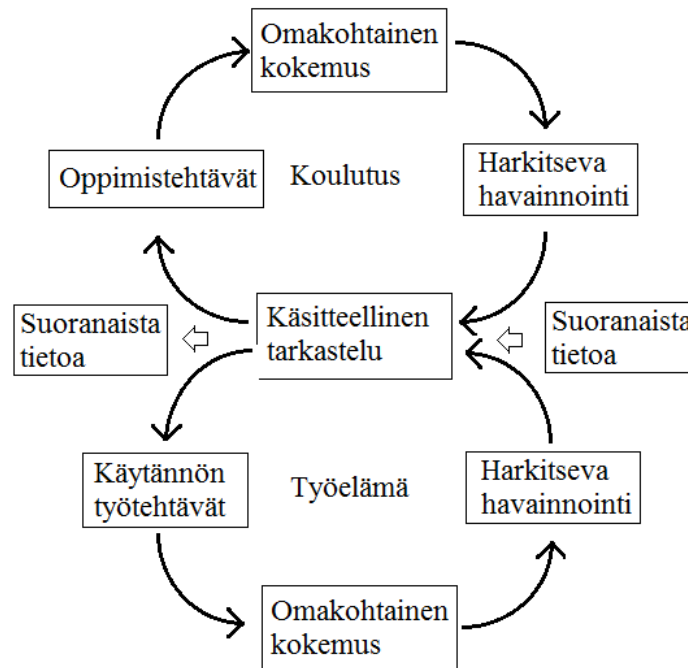 Omakohtainen
kokemus
Oppimistehtävät
Koulutus
Harkitseva
havainnointi
Suoranaista
tietoa
Käsitteellinen
tarkastelu
Suoranaista
tietoa
Käytännön
työtehtävät
Työelämä
Harkitseva
havainnointi
Omakohtainen
kokemus